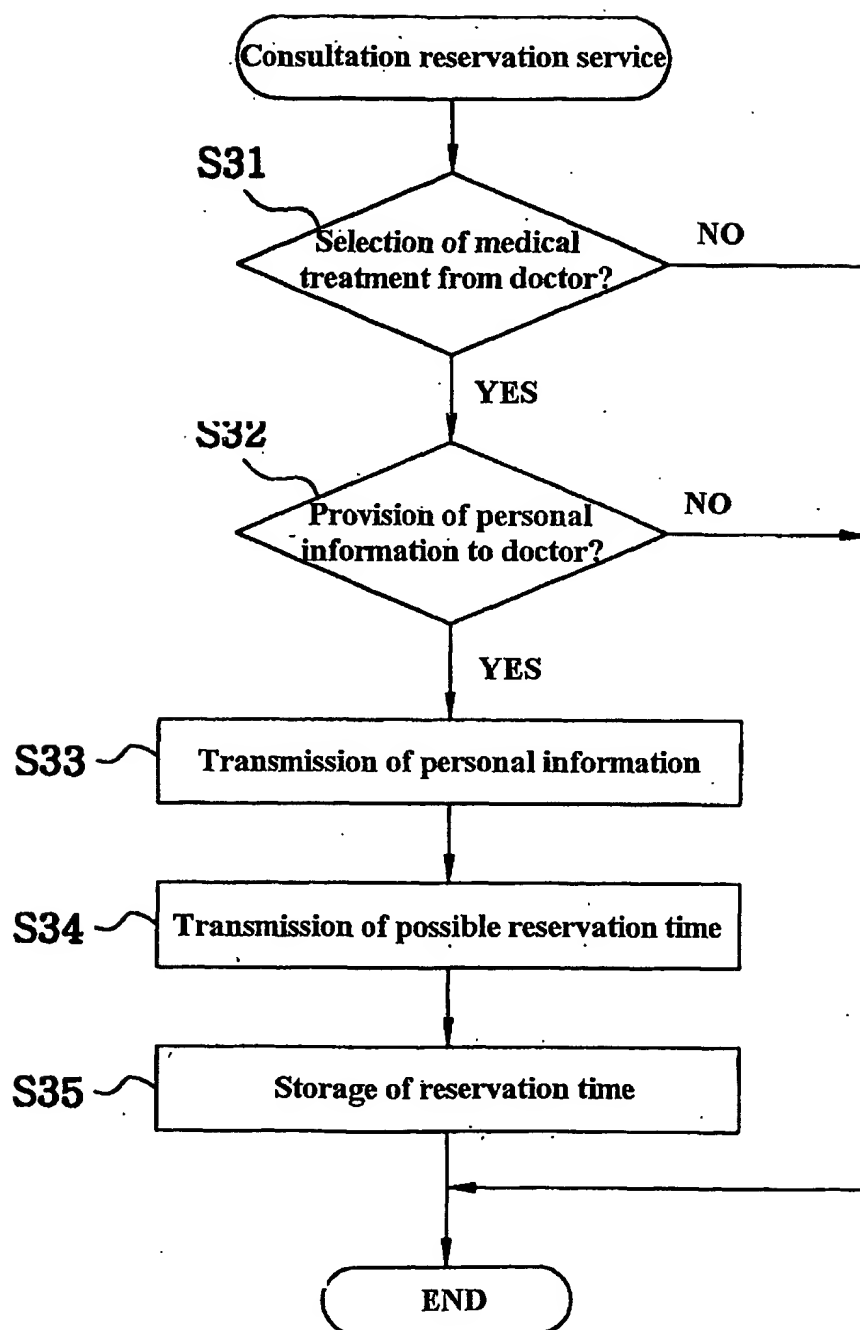 Consultation reservation service
S31
Selection of medical
treatment from doctor?
NO
YES
S32
Provision of personal
information to doctor?
NO
YES
S33
Transmission of personal information
S34
Transmission of possible reservation time
S35
Storage of reservation time
END